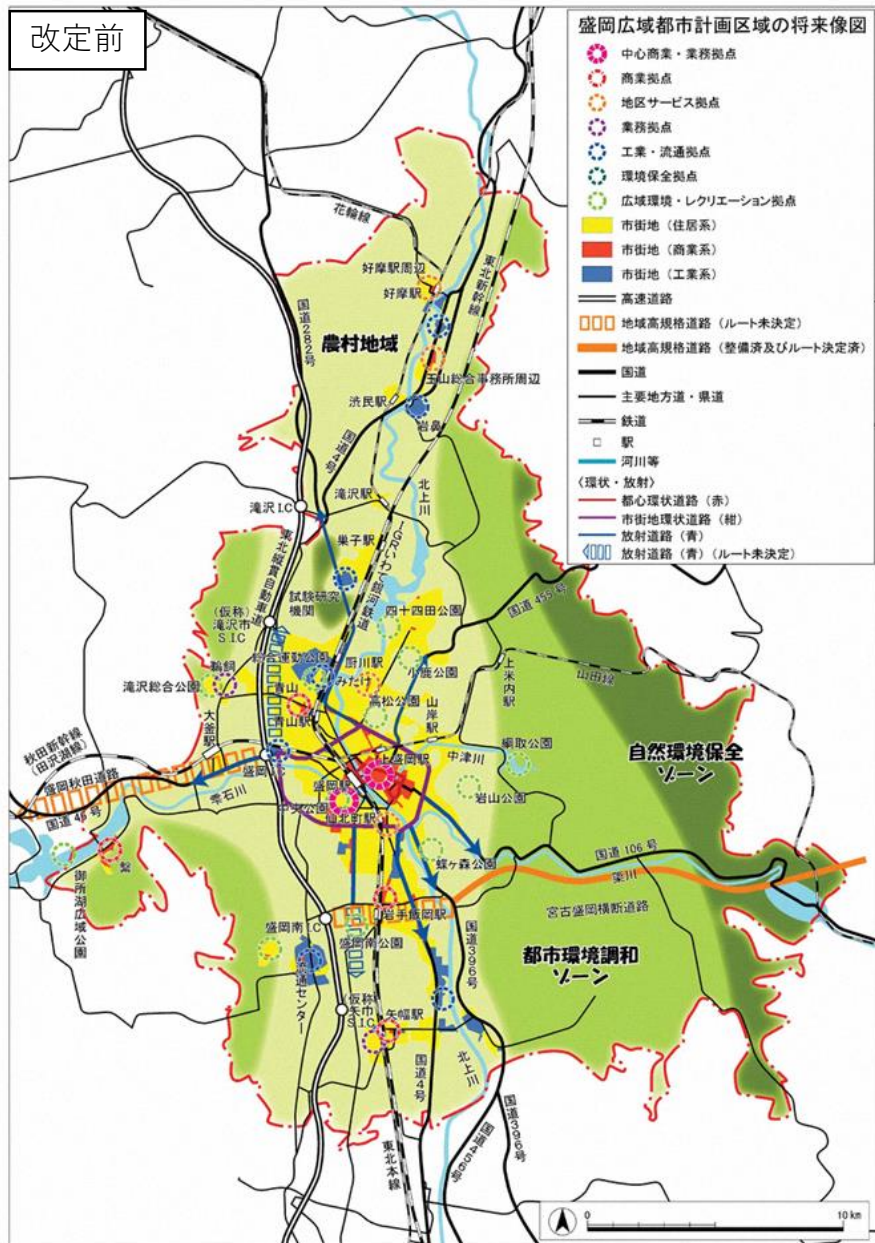 改定前
盛岡広域都市計画区域の将来像図
中心商業・業務拠点
商業拠点
地区サービス拠点
業務拠点
工業・流通拠点
環境保全拠点
広域環境・レクリエーション拠点
市街地（住居系）
市街地（商業系）
市街地（工業系）
高速道路
地域高規格道路（ルート未決定）
地域高規格道路（整備済及びルート決定済）
国道
主要地方道・県道
鉄道
駅
河川等
〈環状・放射〉
都心環状道路（赤）
市街地環状道路（紺）
放射道路（青）
放射道路（青）（ルート未決定）
花輪線
好摩駅周辺
好摩駅
東北新幹線
国道282号
農村地域
玉山総合事務所周辺
渋民駅
岩鼻
国道4号
北上川
滝沢駅
滝沢I.C
巣子駅
IGRいわて銀河鉄道
東北縦貫自動車道
試験研究
機関
四十四田公園
国道455号
（仮称）
滝沢市
S.I.C
総合運動公園
厨川駅
小鹿公園
上米内駅
山田線
鵜飼
みたけ
滝沢総合公園
青山
高松公園
山岸駅
青山駅
大釜駅
秋田新幹線
（田沢湖線）
上盛岡駅
中津川
綱取公園
自然環境保全
ゾーン
盛岡秋田道路
盛岡I.C
盛岡駅
岩山公園
国道46号
雫石川
中央公園
仙北町駅
蝶ヶ森公園
国道106号
簗川
繋
御所湖広域公園
岩手飯岡駅
宮古盛岡横断道路
盛岡南I.C
盛岡南公園
国道396号
都市環境調和
ゾーン
流通センター
（仮称）
矢巾
S.I.C
矢幅駅
国道4号
北上川
東北本線
国道456号
国道396号
0
10km